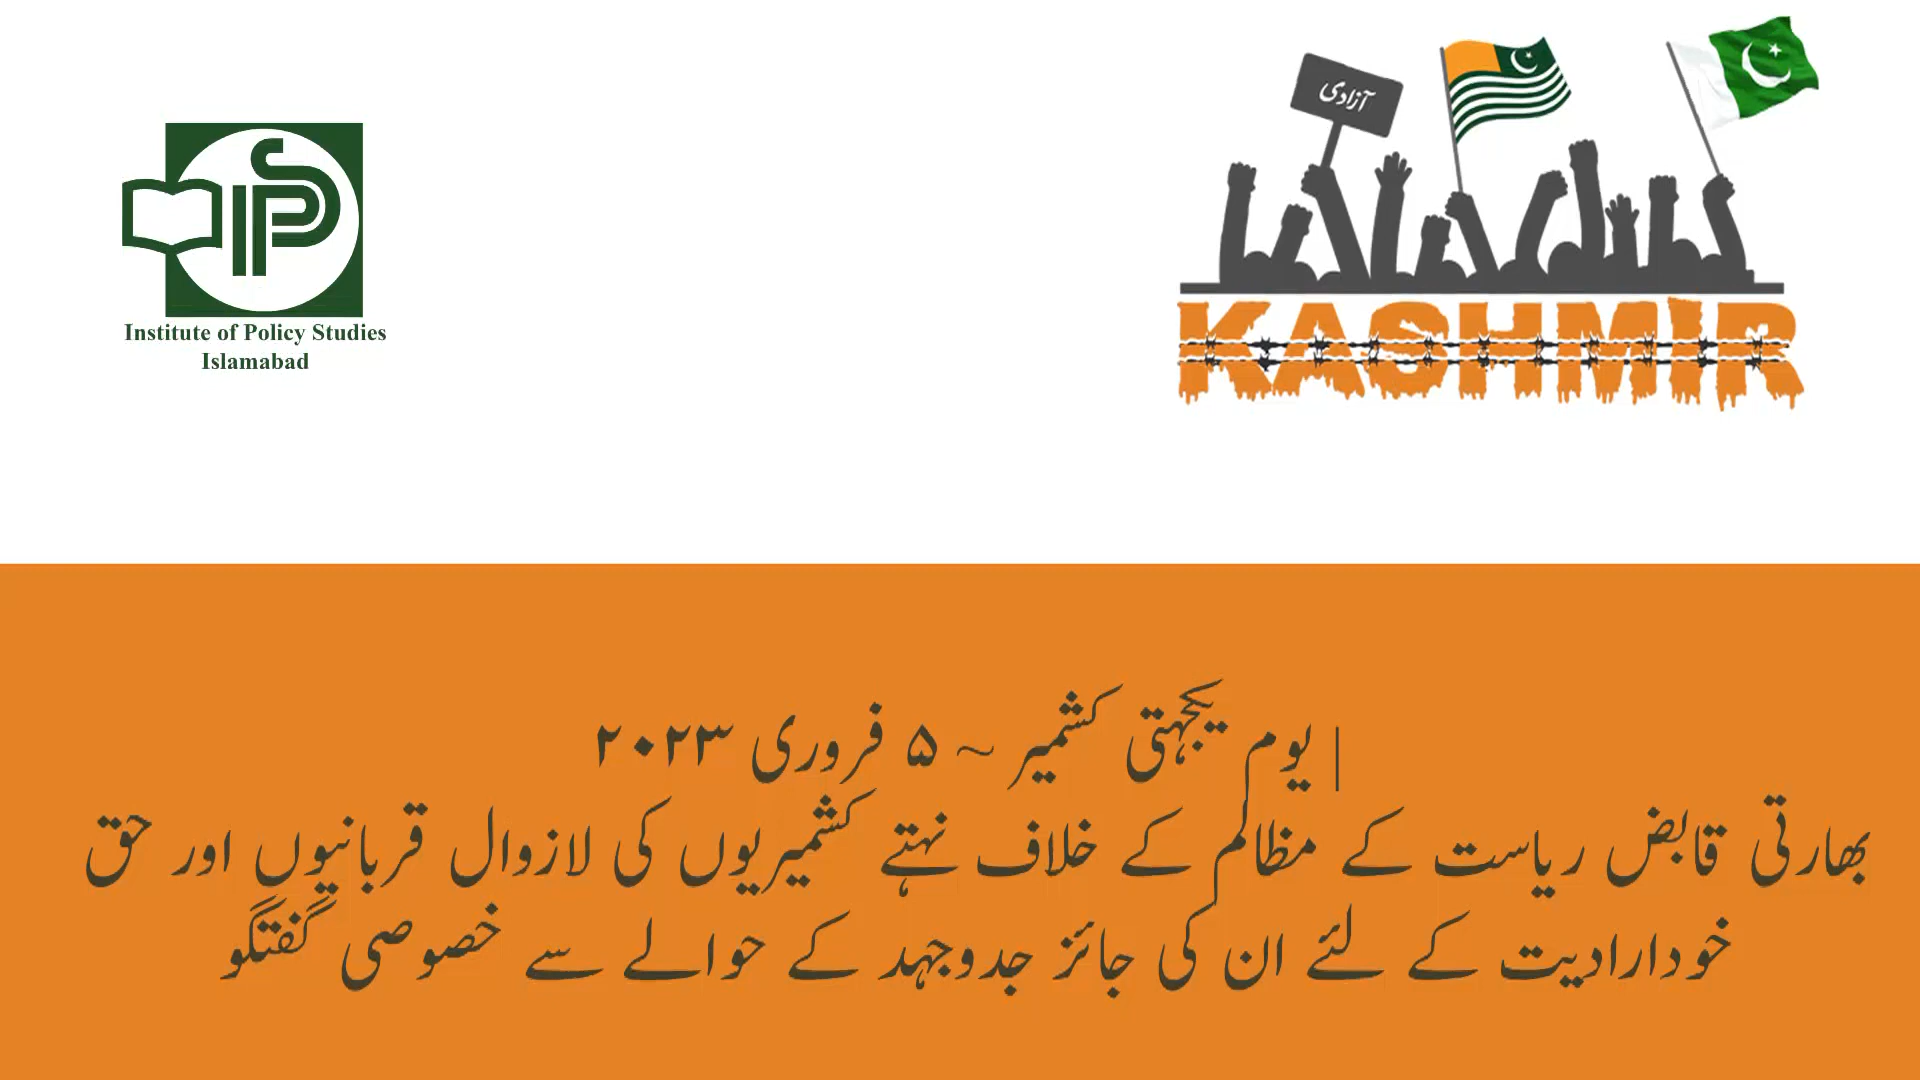 آزادی
IPS
Institute of Policy Studies
Islamabad
KASHMIR
| یوم یکجہتی کشمیر ~ ۵ فروری ۲۰۲۳
بھارتی قابض ریاست کے مظالم کے خلاف نہتے کشمیریوں کی لازوال قربانیوں اور حق
خودارادیت کے لئے ان کی جائز جدوجہد کے حوالے سے خصوصی گفتگو